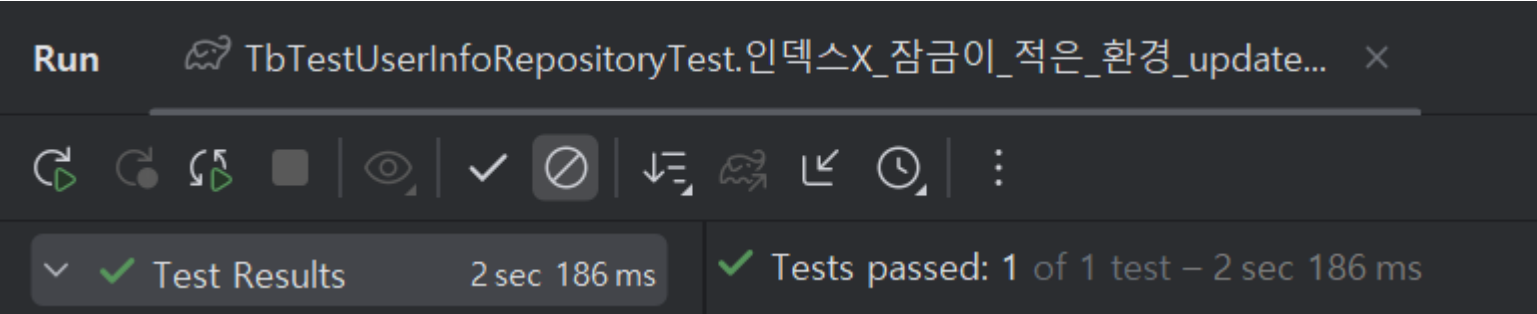 Run TbTestUserInfoRepositoryTest.인덱스X_잠금이_적은_환경_update...
Test Results 2 sec 186 ms
Tests passed: 1 of 1 test – 2 sec 186 ms